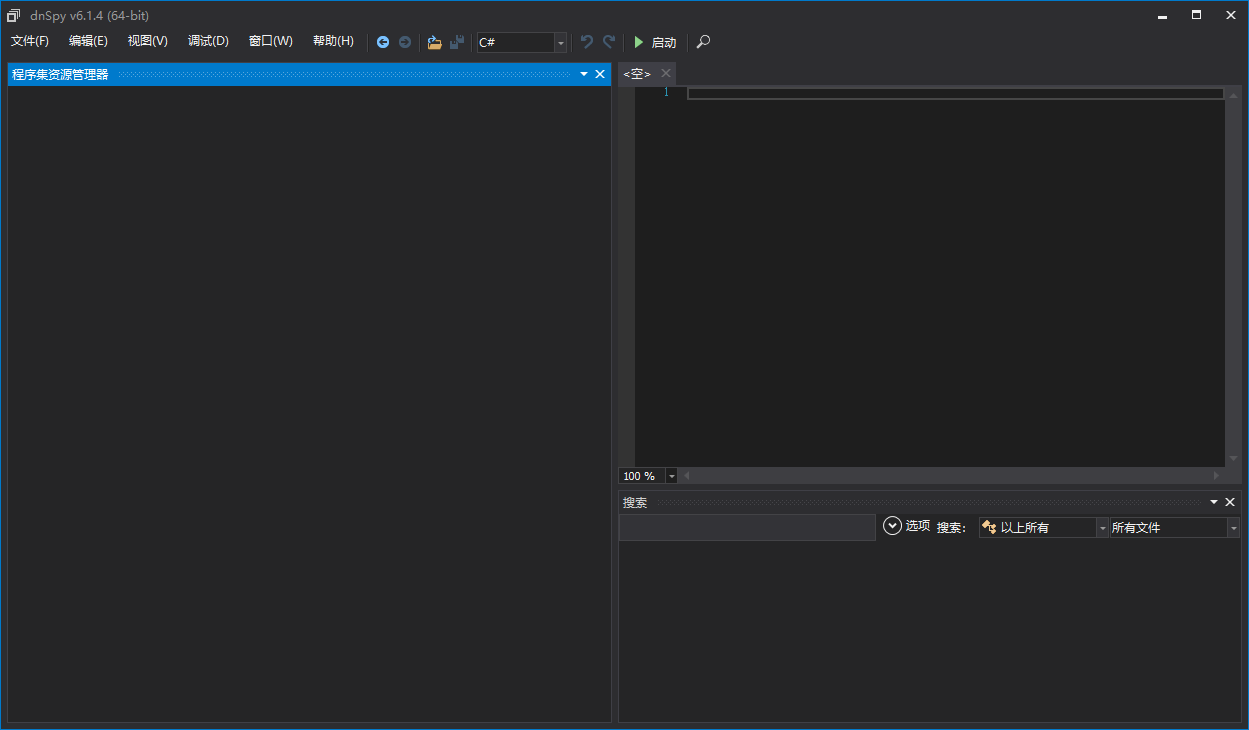 dnSpy v6.1.4 (64-bit)
文件(F) 编辑(E) 视图(V) 调试(D) 窗口(W) 帮助(H) C# 启动
程序集资源管理器
<空>
1
100 %
搜索
选项 搜索: 以上所有 所有文件